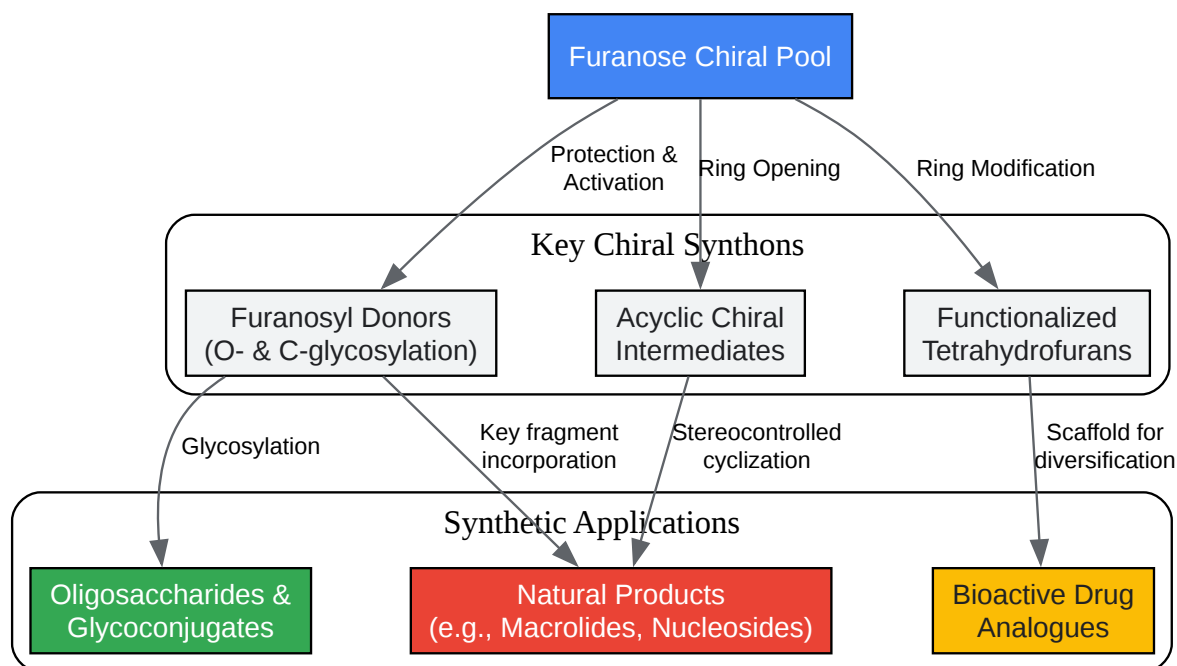 Furanose Chiral Pool
Protection &
Activation
Ring Opening
Ring Modification
Key Chiral Synthons
Furanosyl Donors
(O- & C-glycosylation)
Acyclic Chiral
Intermediates
Functionalized
Tetrahydrofurans
Glycosylation
Key fragment
incorporation
Stereocontrolled
cyclization
Scaffold for
diversification
Synthetic Applications
Oligosaccharides &
Glycoconjugates
Natural Products
(e.g., Macrolides, Nucleosides)
Bioactive Drug
Analogues